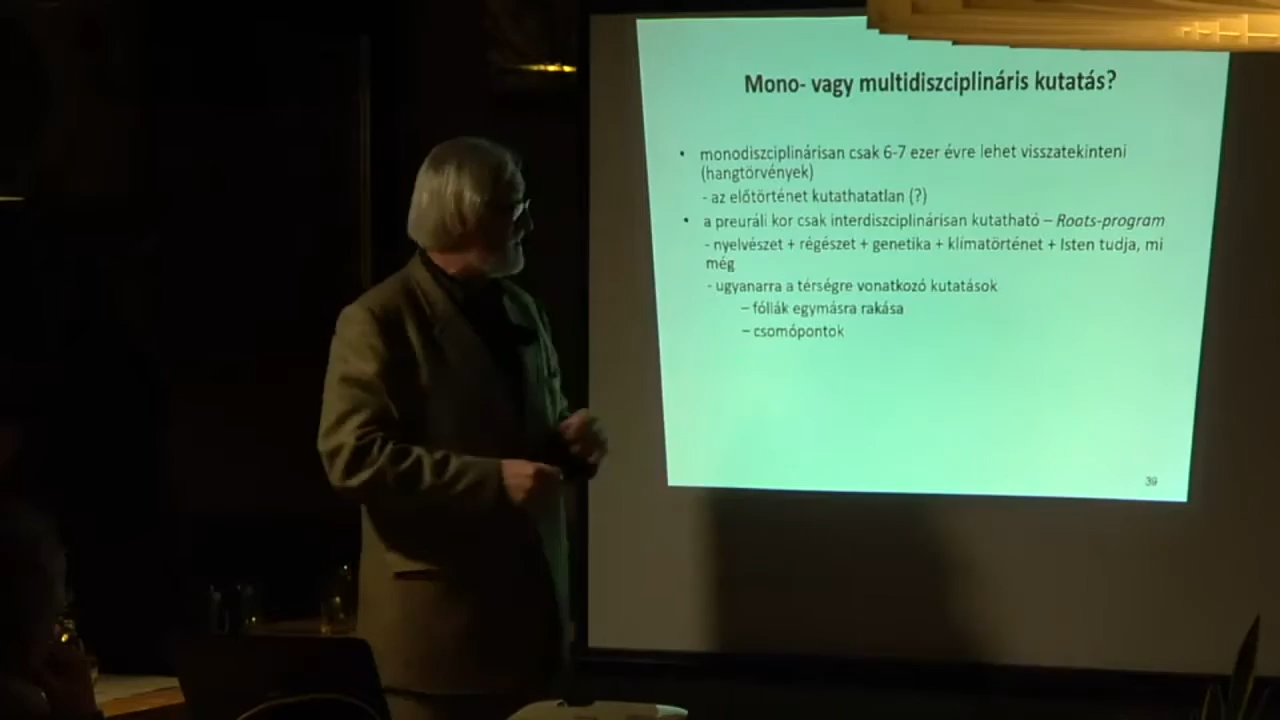 Mono- vagy multidiszciplináris kutatás?
• monodiszciplinárisan csak 6-7 ezer évre lehet visszatekinteni
(hangtörvények)
- az előtörténet kutathatatlan (?)
• a preuráli kor csak interdiszciplinárisan kutatható – Roots-program
- nyelvészet + régészet + genetika + klímatörténet + Isten tudja, mi
még
- ugyanarra a térségre vonatkozó kutatások
– fóliák egymásra rakása
– csomópontok
39